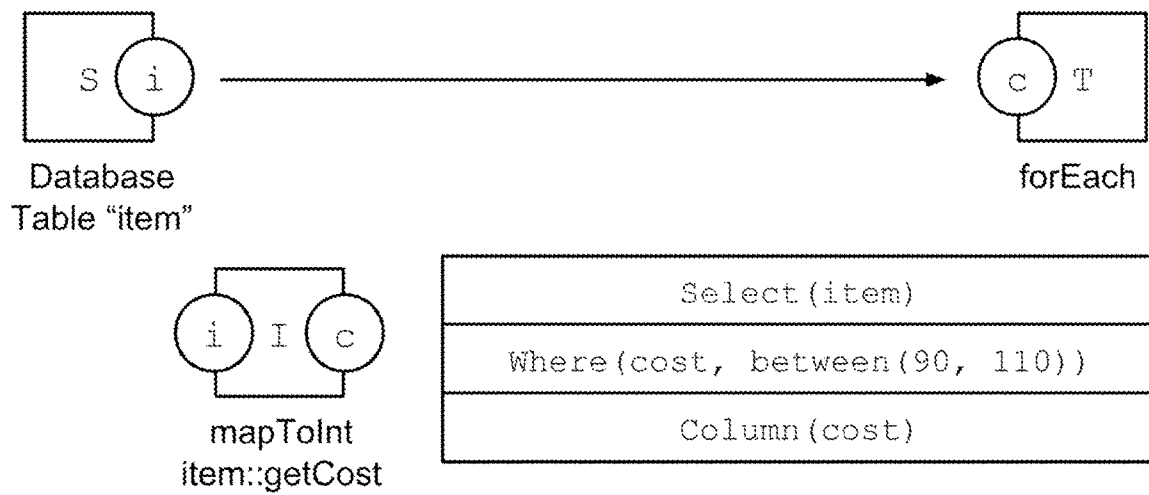 S i
c T
Database
Table “item”
forEach
i I c
mapToInt
item::getCost
Select(item)
Where(cost, between(90, 110))
Column(cost)